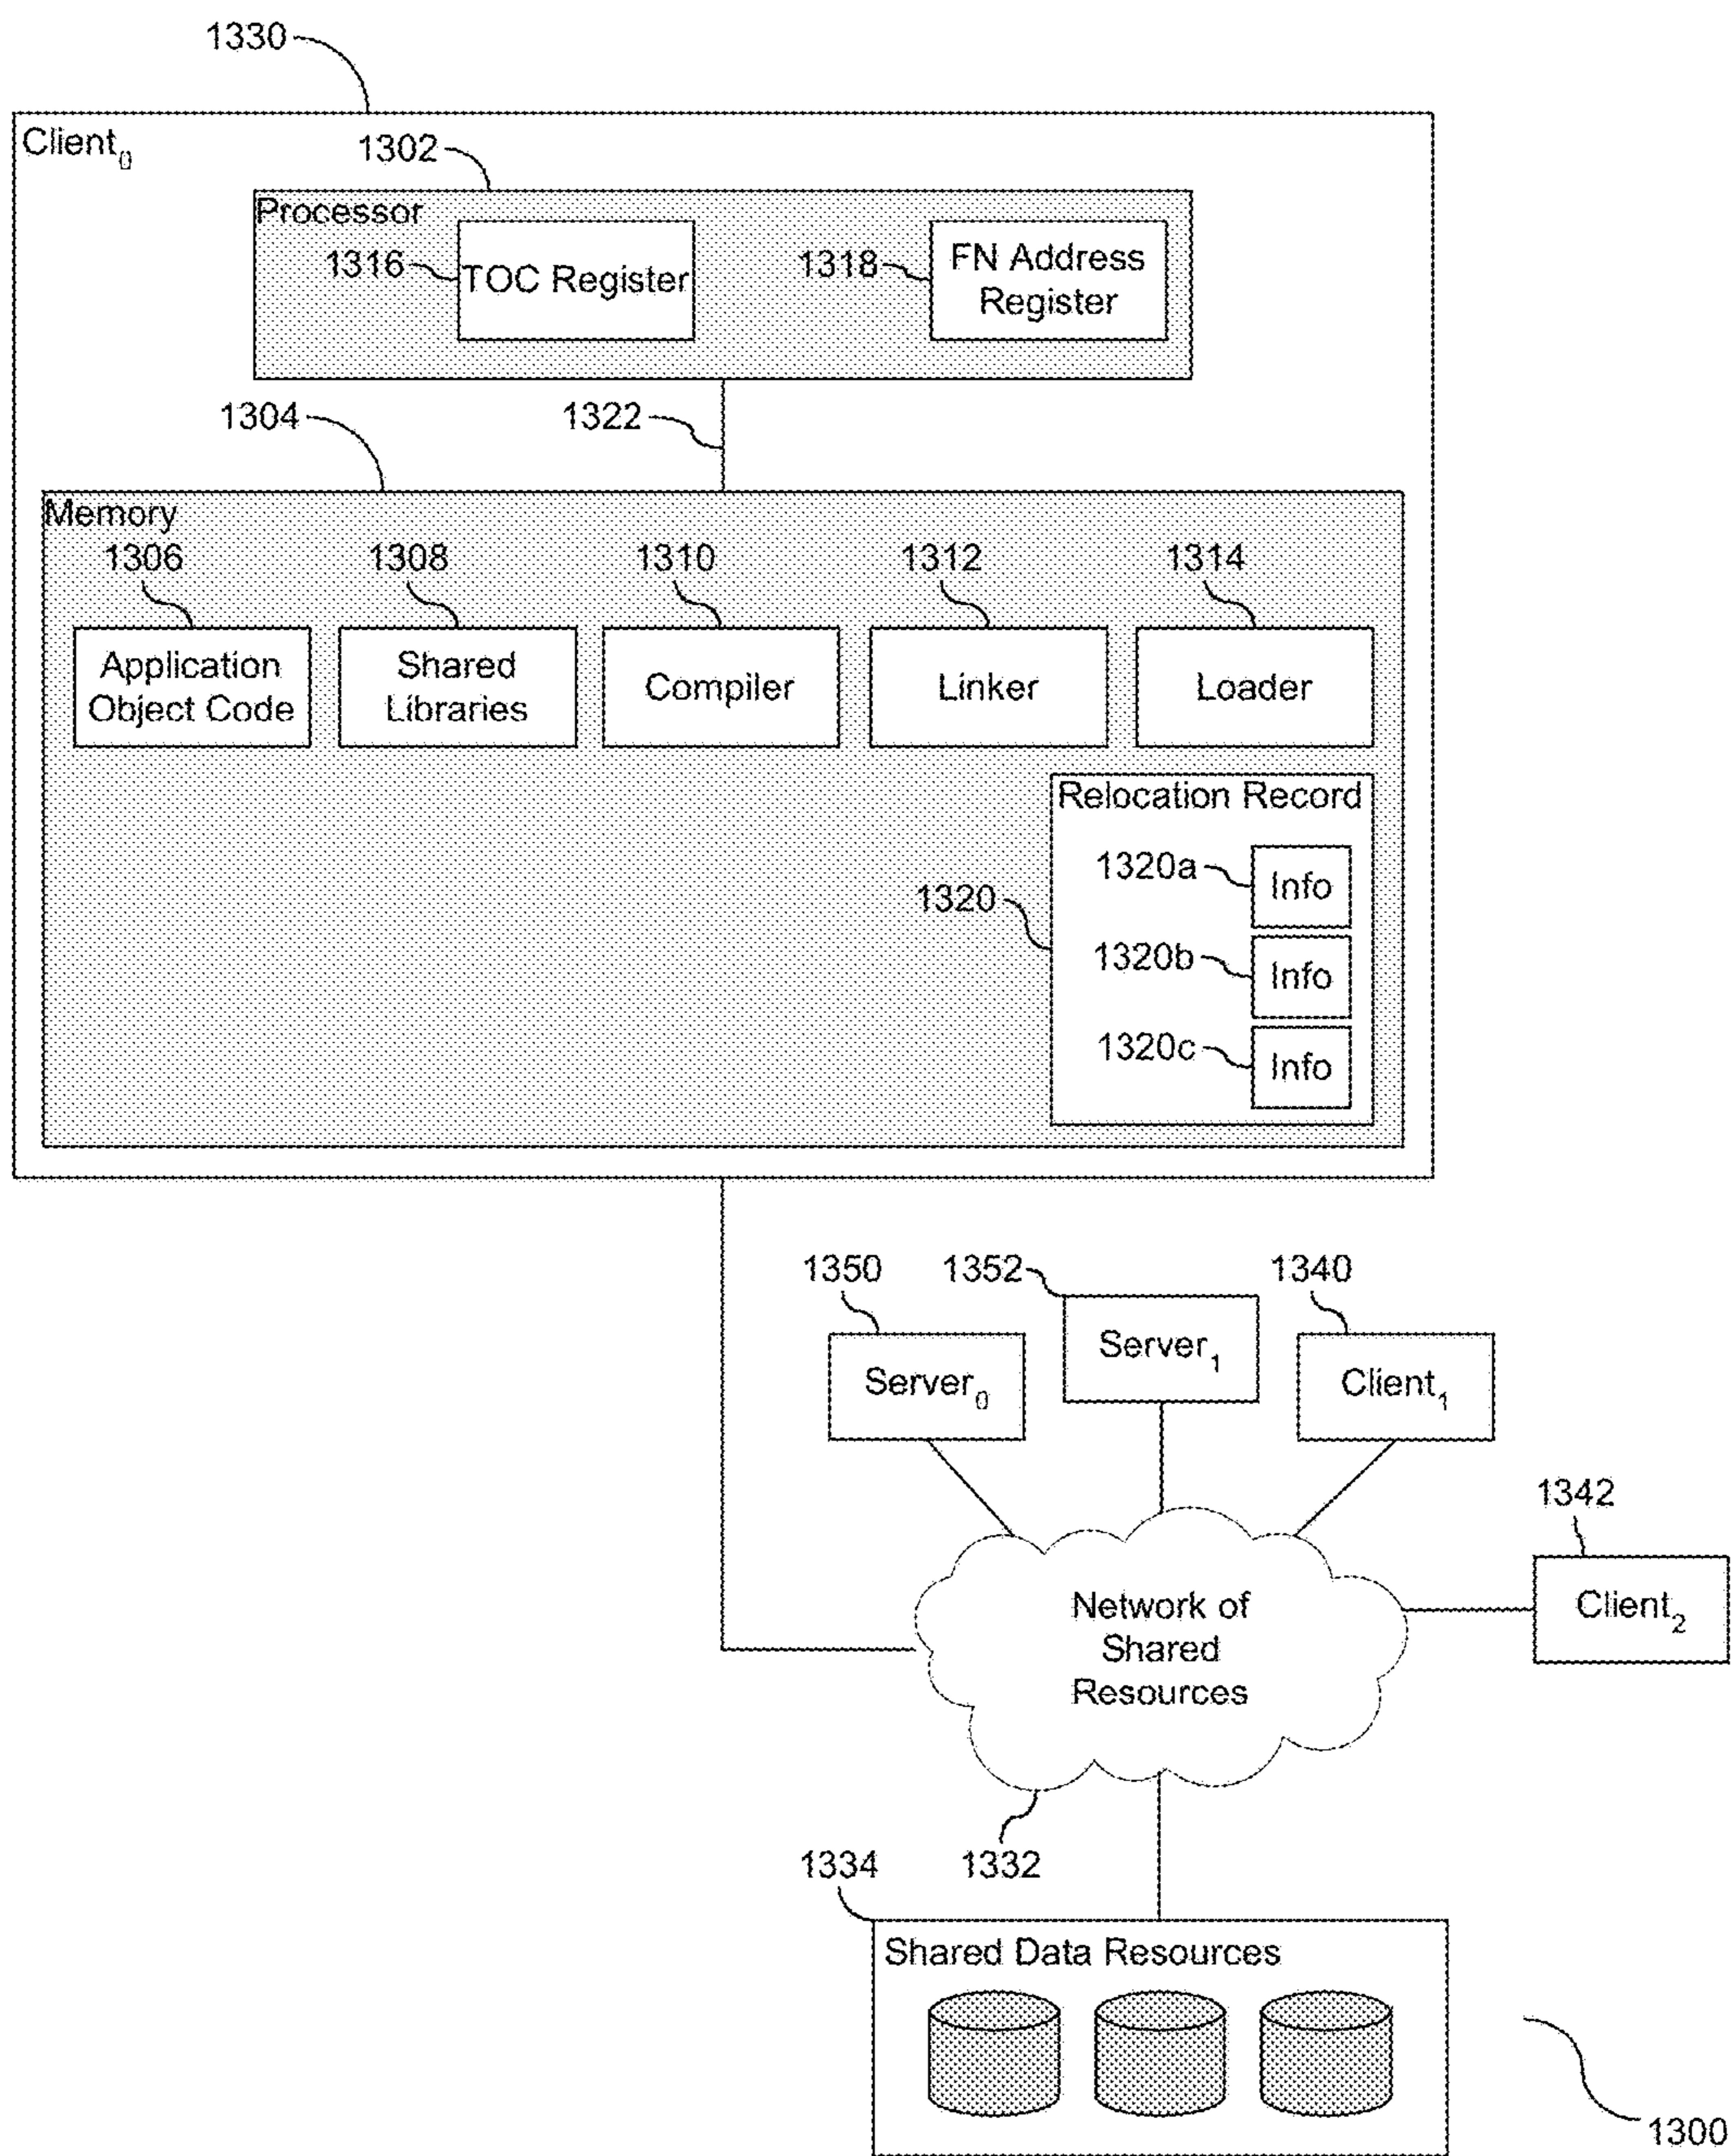 1330
Client₀
1302
Processor
1316
TOC Register
1318
FN Address
Register
1304
1322
Memory
1306
1308
1310
1312
1314
Application
Object Code
Shared
Libraries
Compiler
Linker
Loader
Relocation Record
1320
1320a
Info
1320b
Info
1320c
Info
1350
1352
1340
Server₀
Server₁
Client₁
1342
Client₂
Network of
Shared
Resources
1332
1334
Shared Data Resources
1300